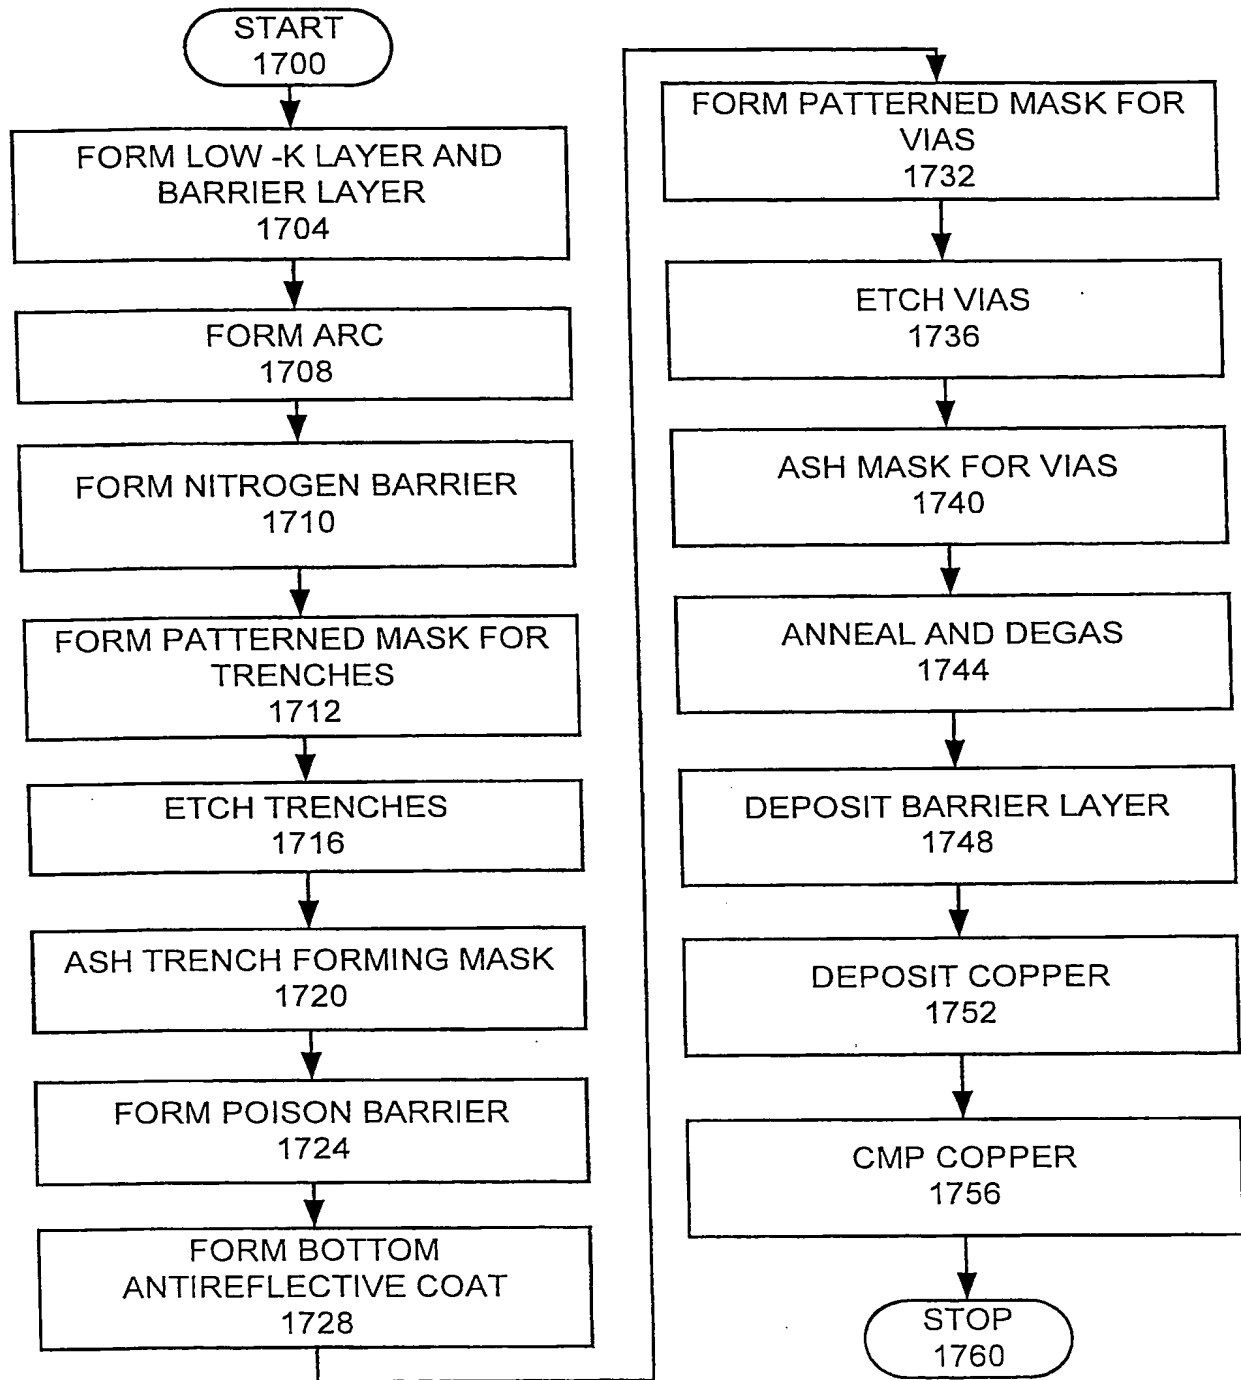 START
1700
FORM LOW -K LAYER AND
BARRIER LAYER
1704
FORM ARC
1708
FORM NITROGEN BARRIER
1710
FORM PATTERNED MASK FOR
TRENCHES
1712
ETCH TRENCHES
1716
ASH TRENCH FORMING MASK
1720
FORM POISON BARRIER
1724
FORM BOTTOM
ANTIREFLECTIVE COAT
1728
FORM PATTERNED MASK FOR
VIAS
1732
ETCH VIAS
1736
ASH MASK FOR VIAS
1740
ANNEAL AND DEGAS
1744
DEPOSIT BARRIER LAYER
1748
DEPOSIT COPPER
1752
CMP COPPER
1756
STOP
1760